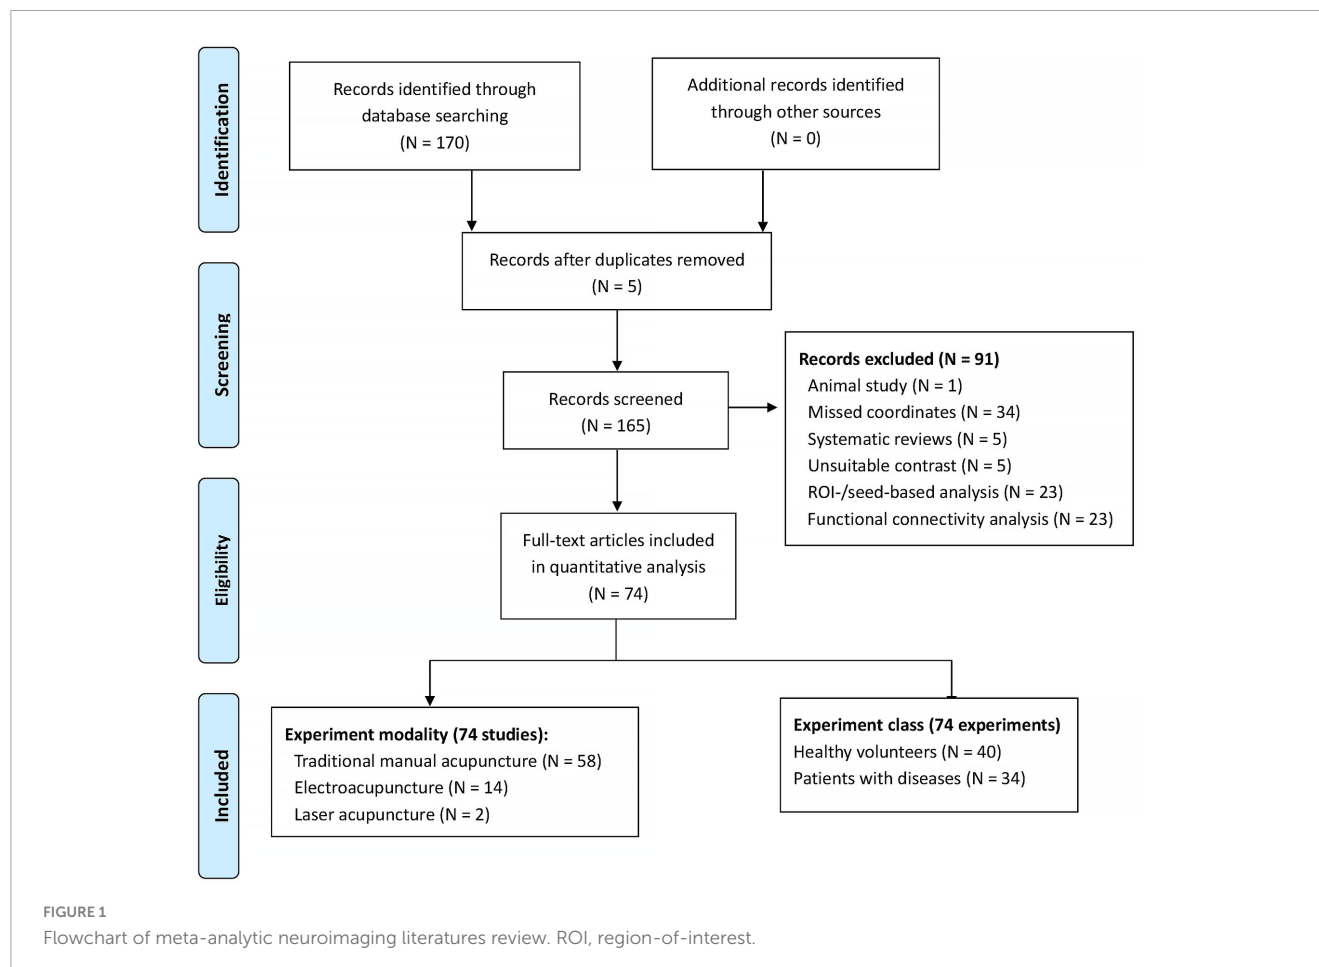 Identification
Records identified through
database searching
(N = 170)
Additional records identified
through other sources
(N = 0)
Records after duplicates removed
(N = 5)
Screening
Records screened
(N = 165)
Records excluded (N = 91)
Animal study (N = 1)
Missed coordinates (N = 34)
Systematic reviews (N = 5)
Unsuitable contrast (N = 5)
ROI-/seed-based analysis (N = 23)
Functional connectivity analysis (N = 23)
Eligibility
Full-text articles included
in quantitative analysis
(N = 74)
Included
Experiment modality (74 studies):
Traditional manual acupuncture (N = 58)
Electroacupuncture (N = 14)
Laser acupuncture (N = 2)
Experiment class (74 experiments)
Healthy volunteers (N = 40)
Patients with diseases (N = 34)
FIGURE 1
Flowchart of meta-analytic neuroimaging literatures review. ROI, region-of-interest.